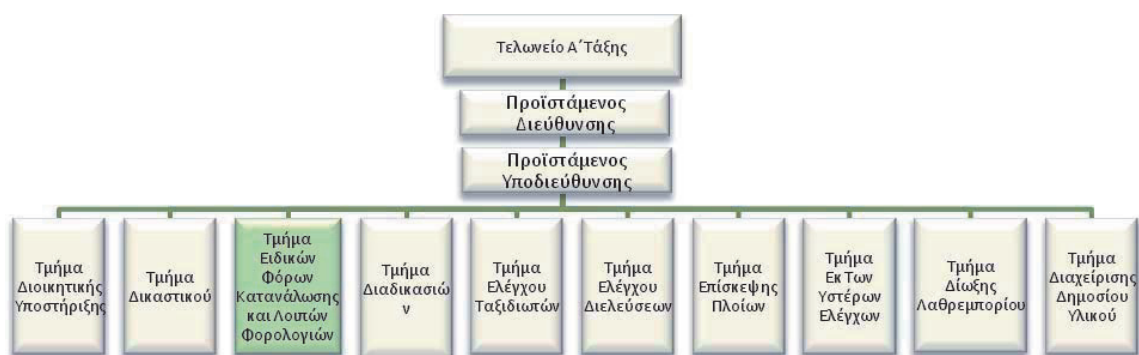 Τελωνείο Α΄Τάξης
Προϊστάμενος
Διεύθυνσης
Προϊστάμενος
Υποδιεύθυνσης
Τμήμα
Διοικητικής
Υποστήριξης
Τμήμα
Δικαστικού
Τμήμα
Ειδικών
Φόρων
Κατανάλωσης
και Λοιπών
Φορολογιών
Τμήμα
Διαδικασιώ
ν
Τμήμα
Ελέγχου
Ταξιδιωτών
Τμήμα
Ελέγχου
Διελεύσεων
Τμήμα
Επίσκεψης
Πλοίων
Τμήμα
Εκ Των
Υστέρων
Ελέγχων
Τμήμα
Δίωξης
Λαθρεμπορίου
Τμήμα
Διαχείρισης
Δημοσίου
Υλικού